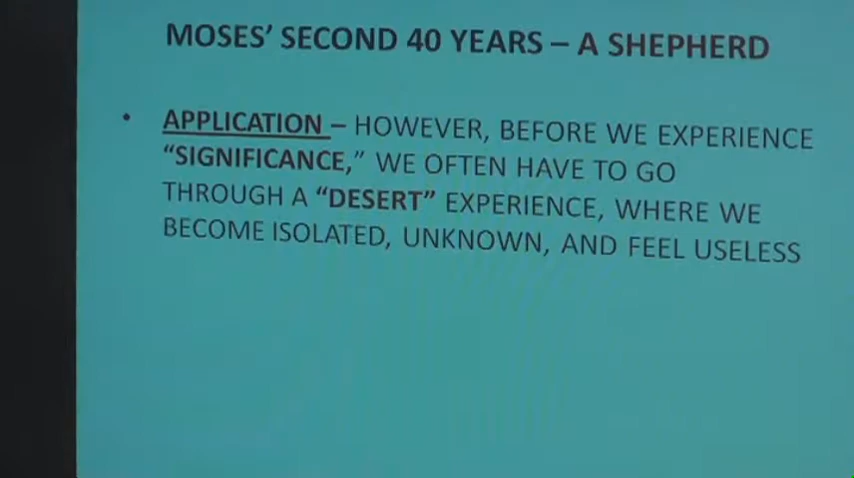 MOSES' SECOND 40 YEARS – A SHEPHERD
• APPLICATION – HOWEVER, BEFORE WE EXPERIENCE
“SIGNIFICANCE,” WE OFTEN HAVE TO GO
THROUGH A “DESERT” EXPERIENCE, WHERE WE
BECOME ISOLATED, UNKNOWN, AND FEEL USELESS